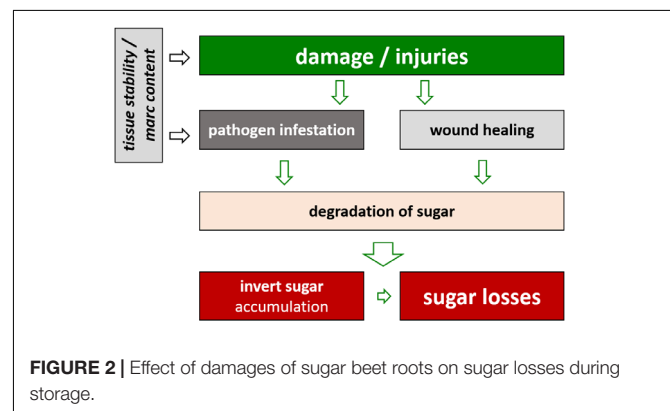 tissue stability /
marc content
damage / injuries
pathogen infestation
wound healing
degradation of sugar
invert sugar
accumulation
sugar losses
FIGURE 2 | Effect of damages of sugar beet roots on sugar losses during
storage.